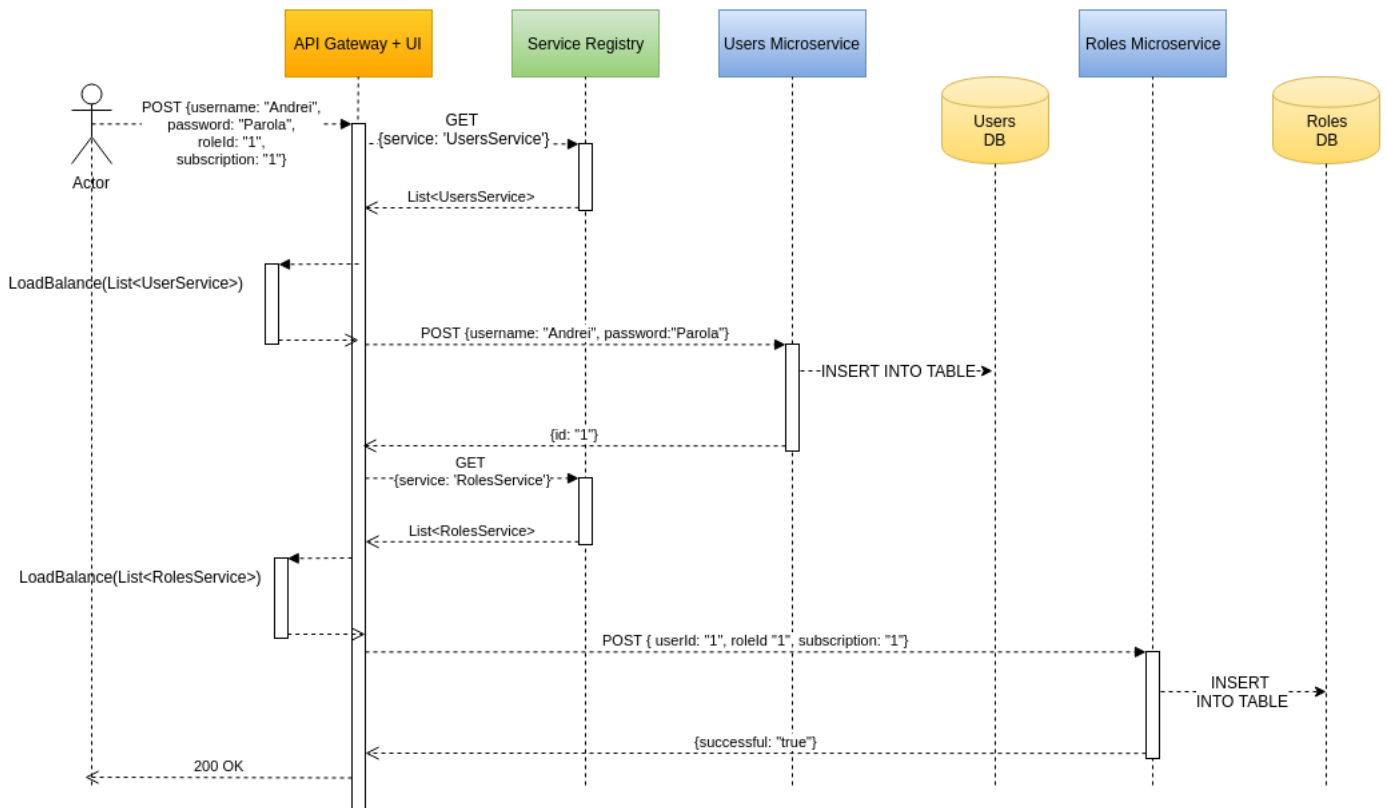 API Gateway + UI
Service Registry
Users Microservice
Roles Microservice
Users
DB
Roles
DB
Actor
POST {username: "Andrei",
password: "Parola",
roleId: "1",
subscription: "1"}
GET
{service: 'UsersService'}
List<UsersService>
LoadBalance(List<UserService>)
POST {username: "Andrei", password:"Parola"}
INSERT INTO TABLE
{id: "1"}
GET
{service: 'RolesService'}
List<RolesService>
LoadBalance(List<RolesService>)
POST { userId: "1", roleId "1", subscription: "1"}
INSERT
INTO TABLE
{successful: "true"}
200 OK